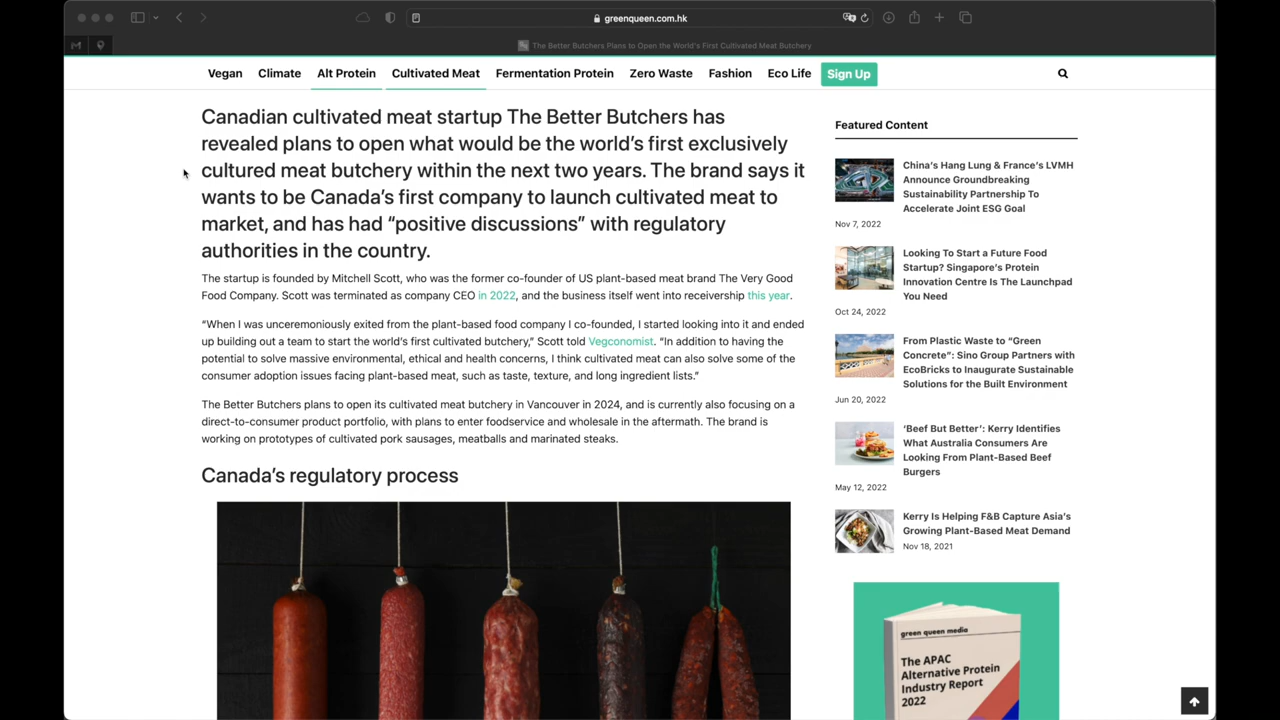 greenqueen.com.hk
The Better Butchers Plans to Open the World's First Cultivated Meat Butchery
Vegan Climate Alt Protein Cultivated Meat Fermentation Protein Zero Waste Fashion Eco Life Sign Up
Canadian cultivated meat startup The Better Butchers has
revealed plans to open what would be the world's first exclusively
cultured meat butchery within the next two years. The brand says it
wants to be Canada's first company to launch cultivated meat to
market, and has had “positive discussions” with regulatory
authorities in the country.
The startup is founded by Mitchell Scott, who was the former co-founder of US plant-based meat brand The Very Good
Food Company. Scott was terminated as company CEO in 2022, and the business itself went into receivership this year.
“When I was unceremoniously exited from the plant-based food company I co-founded, I started looking into it and ended
up building out a team to start the world's first cultivated butchery,” Scott told Vegconomist. “In addition to having the
potential to solve massive environmental, ethical and health concerns, I think cultivated meat can also solve some of the
consumer adoption issues facing plant-based meat, such as taste, texture, and long ingredient lists.”
The Better Butchers plans to open its cultivated meat butchery in Vancouver in 2024, and is currently also focusing on a
direct-to-consumer product portfolio, with plans to enter foodservice and wholesale in the aftermath. The brand is
working on prototypes of cultivated pork sausages, meatballs and marinated steaks.
Canada's regulatory process
Featured Content
China's Hang Lung & France's LVMH
Announce Groundbreaking
Sustainability Partnership To
Accelerate Joint ESG Goal
Nov 7, 2022
Looking To Start a Future Food
Startup? Singapore's Protein
Innovation Centre Is The Launchpad
You Need
Oct 24, 2022
From Plastic Waste to “Green
Concrete”: Sino Group Partners with
EcoBricks to Inaugurate Sustainable
Solutions for the Built Environment
Jun 20, 2022
‘Beef But Better’: Kerry Identifies
What Australia Consumers Are
Looking From Plant-Based Beef
Burgers
May 12, 2022
Kerry Is Helping F&B Capture Asia's
Growing Plant-Based Meat Demand
Nov 18, 2021
green queen media
The APAC
Alternative Protein
Industry Report
2022